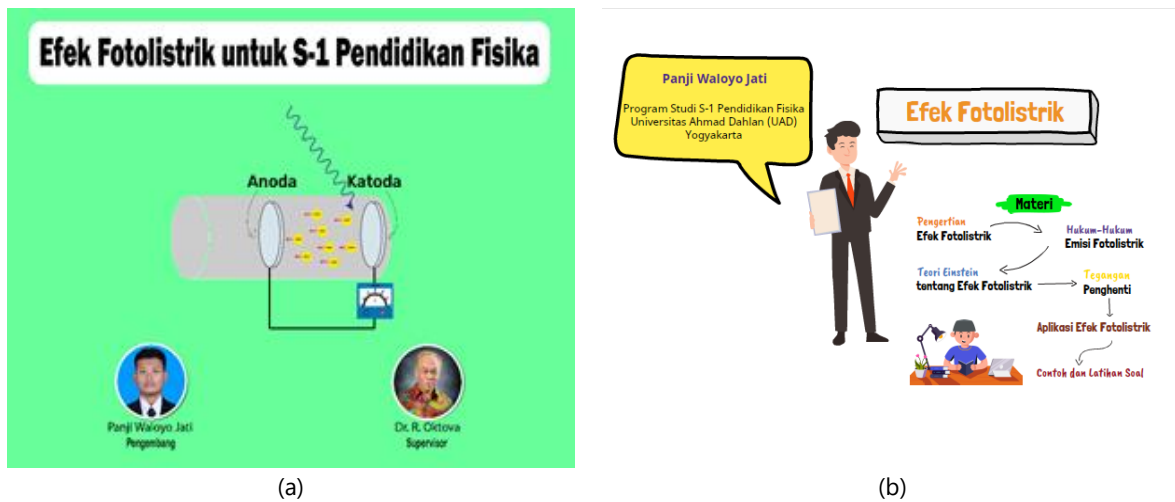 Efek Fotolistrik untuk S-1 Pendidikan Fisika
Anoda
Katoda
Panji Waloyo Jati
Pengembang
Dr. R. Oktova
Supervisor
(a)
Panji Waloyo Jati
Program Studi S-1 Pendidikan Fisika
Universitas Ahmad Dahlan (UAD)
Yogyakarta
Efek Fotolistrik
Materi
Pengertian
Efek Fotolistrik
Hukum-Hukum
Emisi Fotolistrik
Teori Einstein
tentang Efek Fotolistrik
Tegangan
Penghenti
Aplikasi Efek Fotolistrik
Contoh dan Latihan Soal
(b)